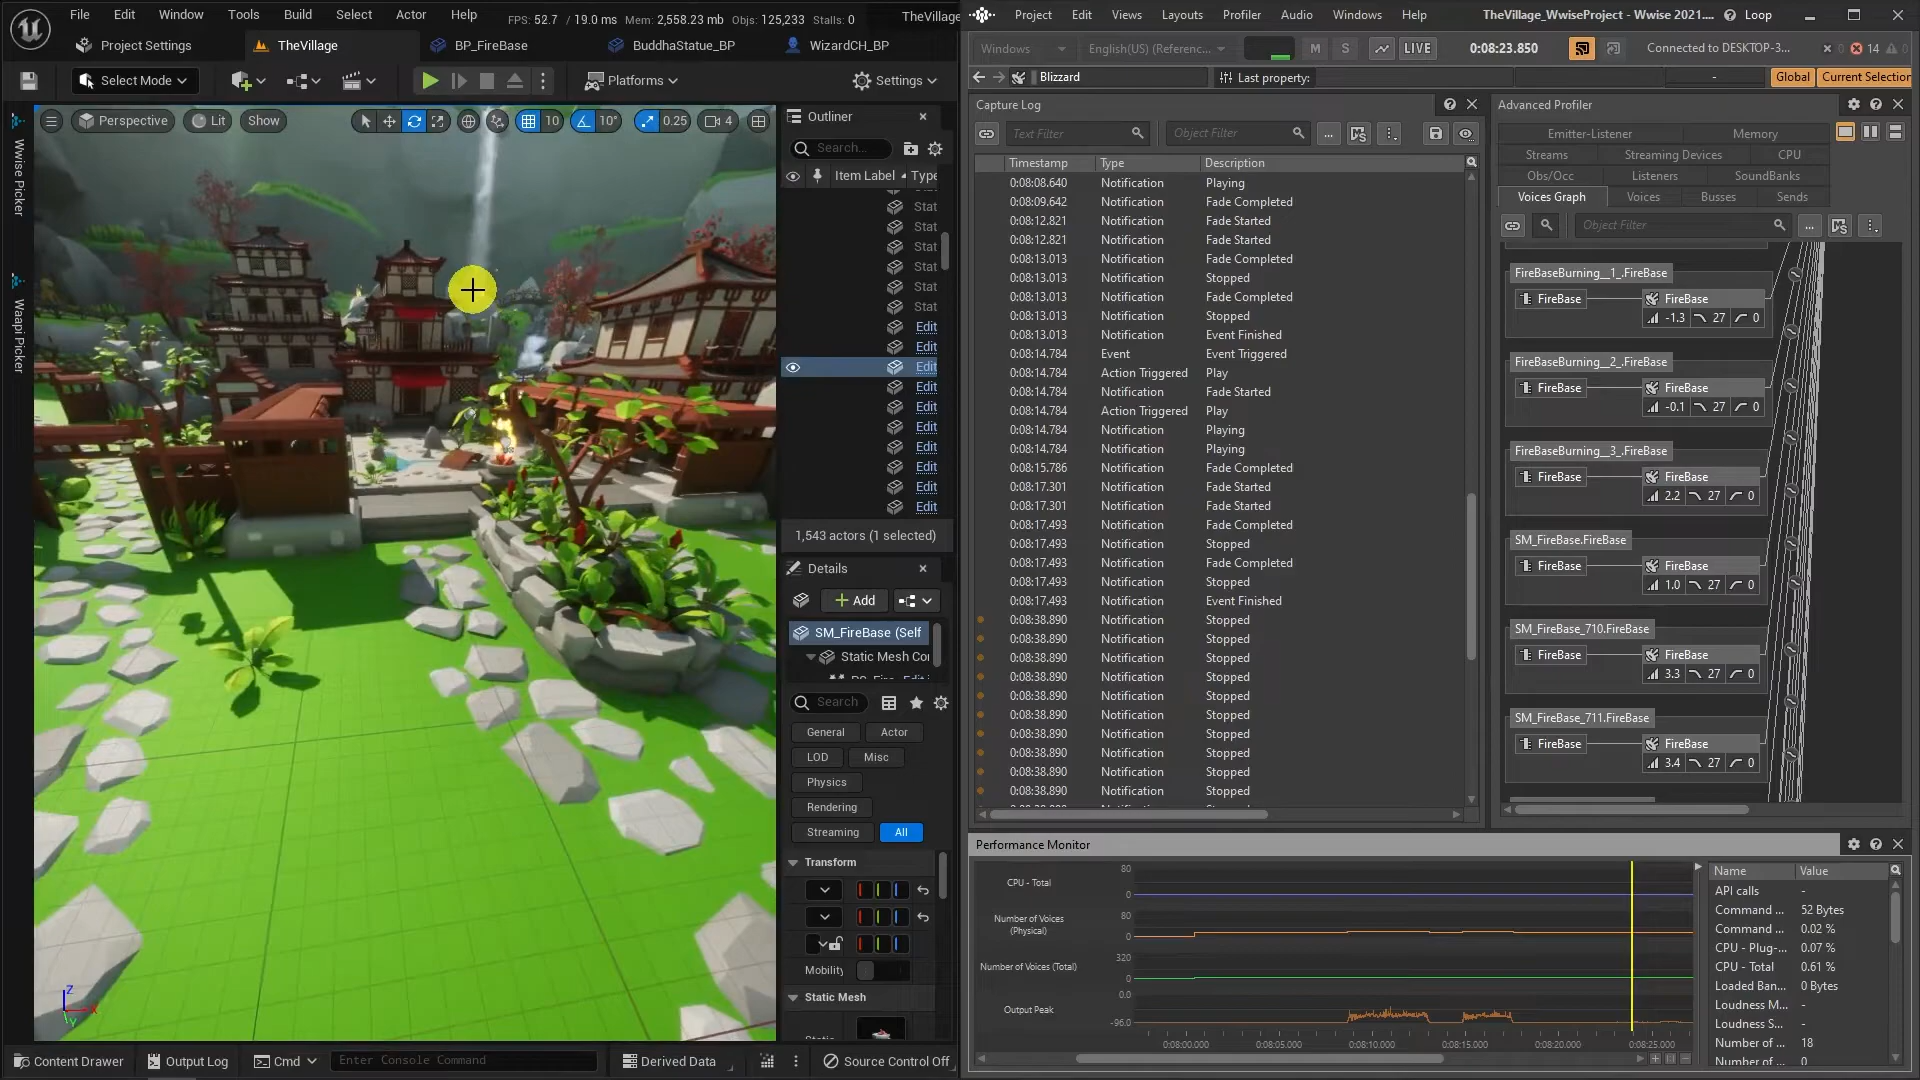 File Edit Window Tools Build Select Actor Help
FPS: 52.7 / 19.0 ms Mem: 2,558.23 mb Objs: 125,233 Stalls: 0
TheVillage
Project Settings
TheVillage
BP_FireBase
BuddhaStatue_BP
WizardCH_BP
Select Mode
Platforms
Settings
Wwise Picker
Waapi Picker
Perspective
Lit
Show
10
10°
0.25
4
Outliner
Search...
Item Label
Type
Stat
Stat
Stat
Stat
Stat
Stat
Edit
Edit
Edit
Edit
Edit
Edit
Edit
Edit
Edit
Edit
1,543 actors (1 selected)
Details
Add
SM_FireBase (Self
Static Mesh Co
Search
General
Actor
LOD
Misc
Physics
Rendering
Streaming
All
Transform
Mobility
Static Mesh
Z
X
Y
Content Drawer
Output Log
Cmd
Enter Console Command
Derived Data
Source Control Off
Project Edit Views Layouts Profiler Audio Windows Help
TheVillage_WwiseProject - Wwise 2021....
Loop
Windows
English(US) (Referenc...
M
S
LIVE
0:08:23.850
Connected to DESKTOP-3...
0
14
Blizzard
Last property:
-
Global
Current Selection
Capture Log
Text Filter
Object Filter
...
Timestamp Type Description
0:08:08.640 Notification Playing
0:08:09.642 Notification Fade Completed
0:08:12.821 Notification Fade Started
0:08:12.821 Notification Fade Started
0:08:13.013 Notification Fade Completed
0:08:13.013 Notification Stopped
0:08:13.013 Notification Fade Completed
0:08:13.013 Notification Stopped
0:08:13.013 Notification Event Finished
0:08:14.784 Event Event Triggered
0:08:14.784 Action Triggered Play
0:08:14.784 Notification Fade Started
0:08:14.784 Action Triggered Play
0:08:14.784 Notification Playing
0:08:14.784 Notification Playing
0:08:15.786 Notification Fade Completed
0:08:17.301 Notification Fade Started
0:08:17.301 Notification Fade Started
0:08:17.493 Notification Fade Completed
0:08:17.493 Notification Stopped
0:08:17.493 Notification Fade Completed
0:08:17.493 Notification Stopped
0:08:17.493 Notification Event Finished
0:08:38.890 Notification Stopped
0:08:38.890 Notification Stopped
0:08:38.890 Notification Stopped
0:08:38.890 Notification Stopped
0:08:38.890 Notification Stopped
0:08:38.890 Notification Stopped
0:08:38.890 Notification Stopped
0:08:38.890 Notification Stopped
0:08:38.890 Notification Stopped
0:08:38.890 Notification Stopped
Advanced Profiler
Emitter-Listener
Memory
Streams
Streaming Devices
CPU
Obs/Occ
Listeners
SoundBanks
Voices Graph
Voices
Busses
Sends
Object Filter
...
FireBaseBurning__1_.FireBase
FireBase
FireBase
-1.3 27 0
FireBaseBurning__2_.FireBase
FireBase
FireBase
-0.1 27 0
FireBaseBurning__3_.FireBase
FireBase
FireBase
2.2 27 0
SM_FireBase.FireBase
FireBase
FireBase
1.0 27 0
SM_FireBase_710.FireBase
FireBase
FireBase
3.3 27 0
SM_FireBase_711.FireBase
FireBase
FireBase
3.4 27 0
Performance Monitor
CPU - Total
80
0
Number of Voices
(Physical)
80
0
Number of Voices (Total)
320
0
Output Peak
0.0
-96.0
0:08:00.000 0:08:05.000 0:08:10.000 0:08:15.000 0:08:20.000 0:08:25.000
Name Value
API calls -
Command ... 52 Bytes
Command ... 0.02 %
CPU - Plug-... 0.07 %
CPU - Total 0.61 %
Loaded Ban... 0 Bytes
Loudness M... -
Loudness S... -
Number of ... 18
Number of ... 0